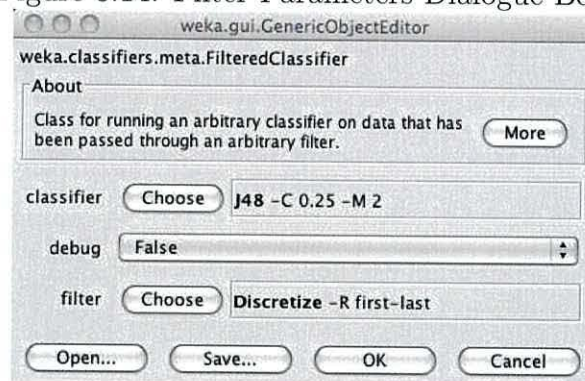 weka.gui.GenericObjectEditor
weka.classifiers.meta.FilteredClassifier
About
Class for running an arbitrary classifier on data that has
been passed through an arbitrary filter.
More
classifier Choose J48 -C 0.25 -M 2
debug False
filter Choose Discretize -R first-last
Open... Save... OK Cancel